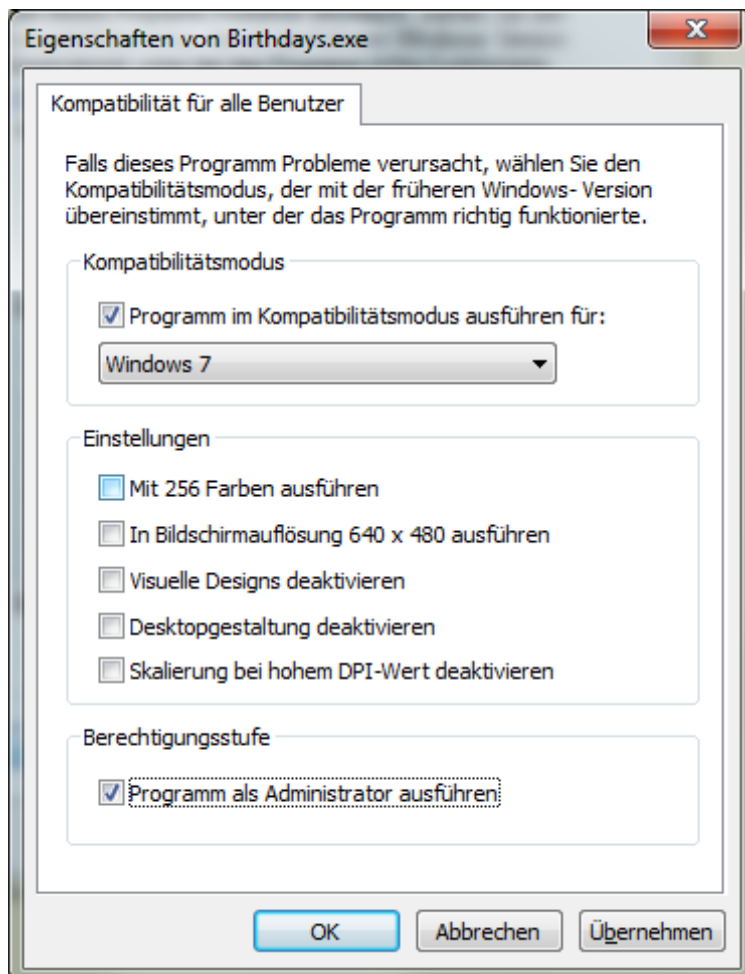 Eigenschaften von Birthdays.exe
Kompatibilität für alle Benutzer
Falls dieses Programm Probleme verursacht, wählen Sie den
Kompatibilitätsmodus, der mit der früheren Windows- Version
übereinstimmt, unter der das Programm richtig funktionierte.
Kompatibilitätsmodus
Programm im Kompatibilitätsmodus ausführen für:
Windows 7
Einstellungen
Mit 256 Farben ausführen
In Bildschirmauflösung 640 x 480 ausführen
Visuelle Designs deaktivieren
Desktopgestaltung deaktivieren
Skalierung bei hohem DPI-Wert deaktivieren
Berechtigungsstufe
Programm als Administrator ausführen
OK
Abbrechen
Übernehmen